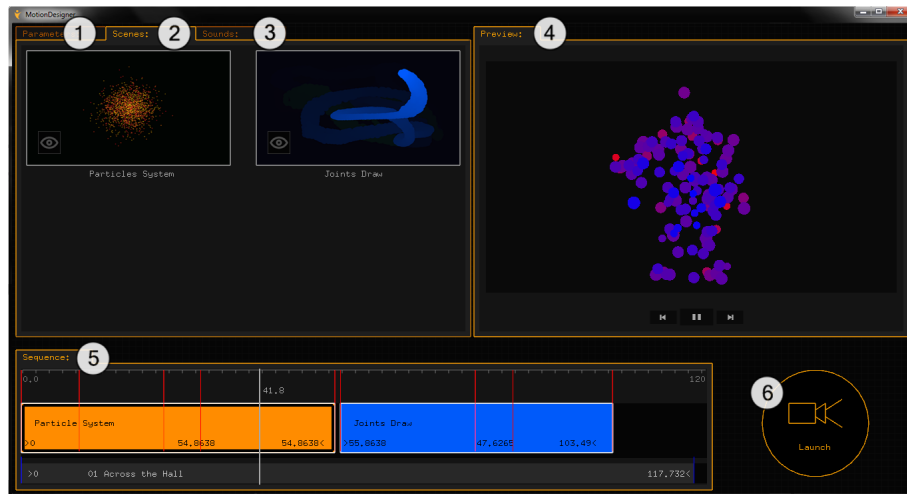 MotionDesigner
1
Scenes:
2
Sounds:
3
Preview:
4
Particles System
Joints Draw
Sequence:
5
0.0
41.8
120
Particle System
>0
54.8638
54.8638<
Joints Draw
>55.8638
47.6265
103.49<
>0
01 Across the Hall
117.732<
6
Launch